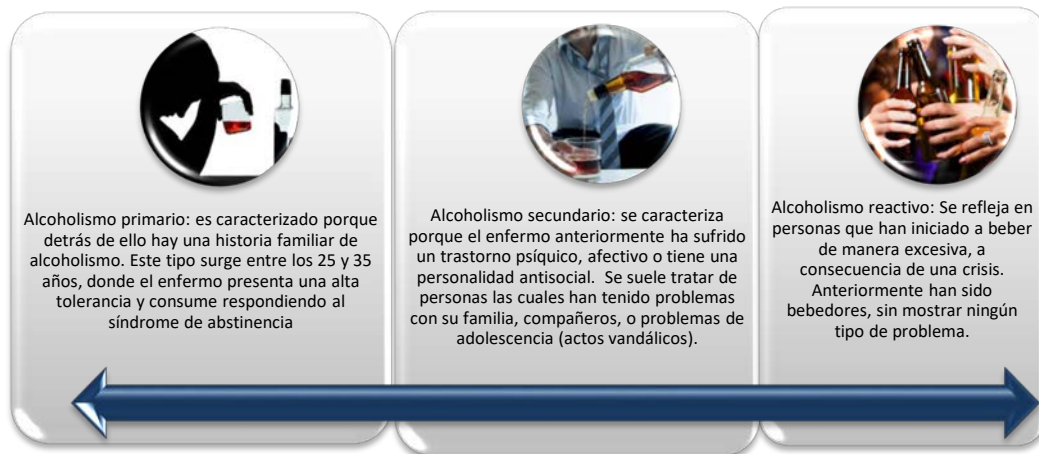 Alcoholismo primario: es caracterizado porque
detrás de ello hay una historia familiar de
alcoholismo. Este tipo surge entre los 25 y 35
años, donde el enfermo presenta una alta
tolerancia y consume respondiendo al
síndrome de abstinencia
Alcoholismo secundario: se caracteriza
porque el enfermo anteriormente ha sufrido
un trastorno psíquico, afectivo o tiene una
personalidad antisocial.  Se suele tratar de
personas las cuales han tenido problemas
con su familia, compañeros, o problemas de
adolescencia (actos vandálicos).
Alcoholismo reactivo: Se refleja en
personas que han iniciado a beber
de manera excesiva, a
consecuencia de una crisis.
Anteriormente han sido
bebedores, sin mostrar ningún
tipo de problema.